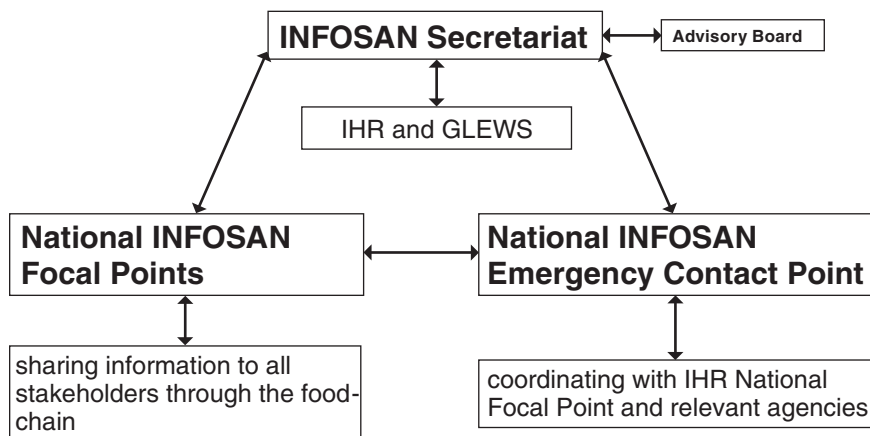 INFOSAN Secretariat
Advisory Board
IHR and GLEWS
National INFOSAN
Focal Points
National INFOSAN
Emergency Contact Point
sharing information to all
stakeholders through the food-
chain
coordinating with IHR National
Focal Point and relevant agencies